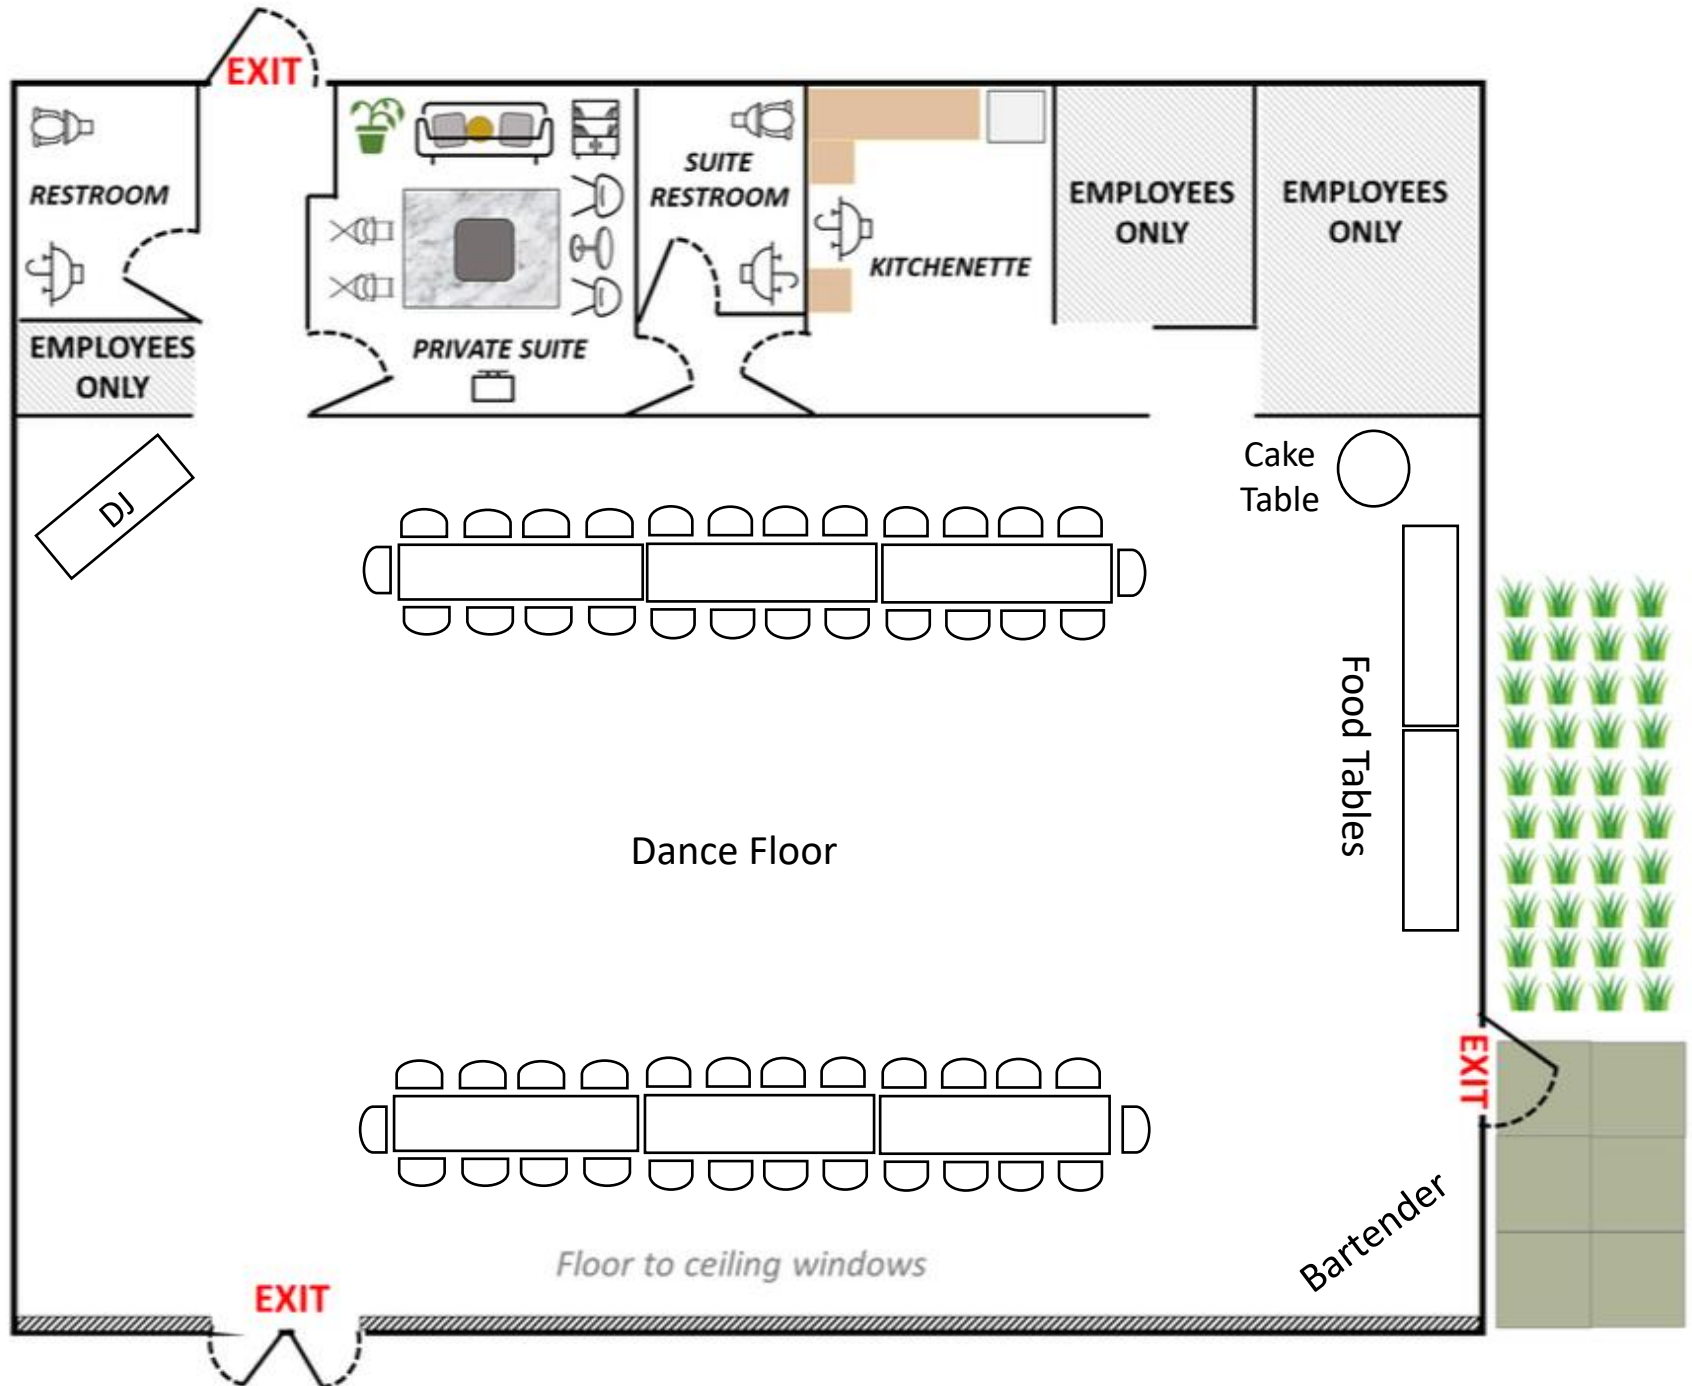 EXIT
RESTROOM
EMPLOYEES
ONLY
PRIVATE SUITE
SUITE
RESTROOM
KITCHENETTE
EMPLOYEES
ONLY
EMPLOYEES
ONLY
DJ
Cake
Table
Food Tables
Dance Floor
EXIT
Bartender
Floor to ceiling windows
EXIT